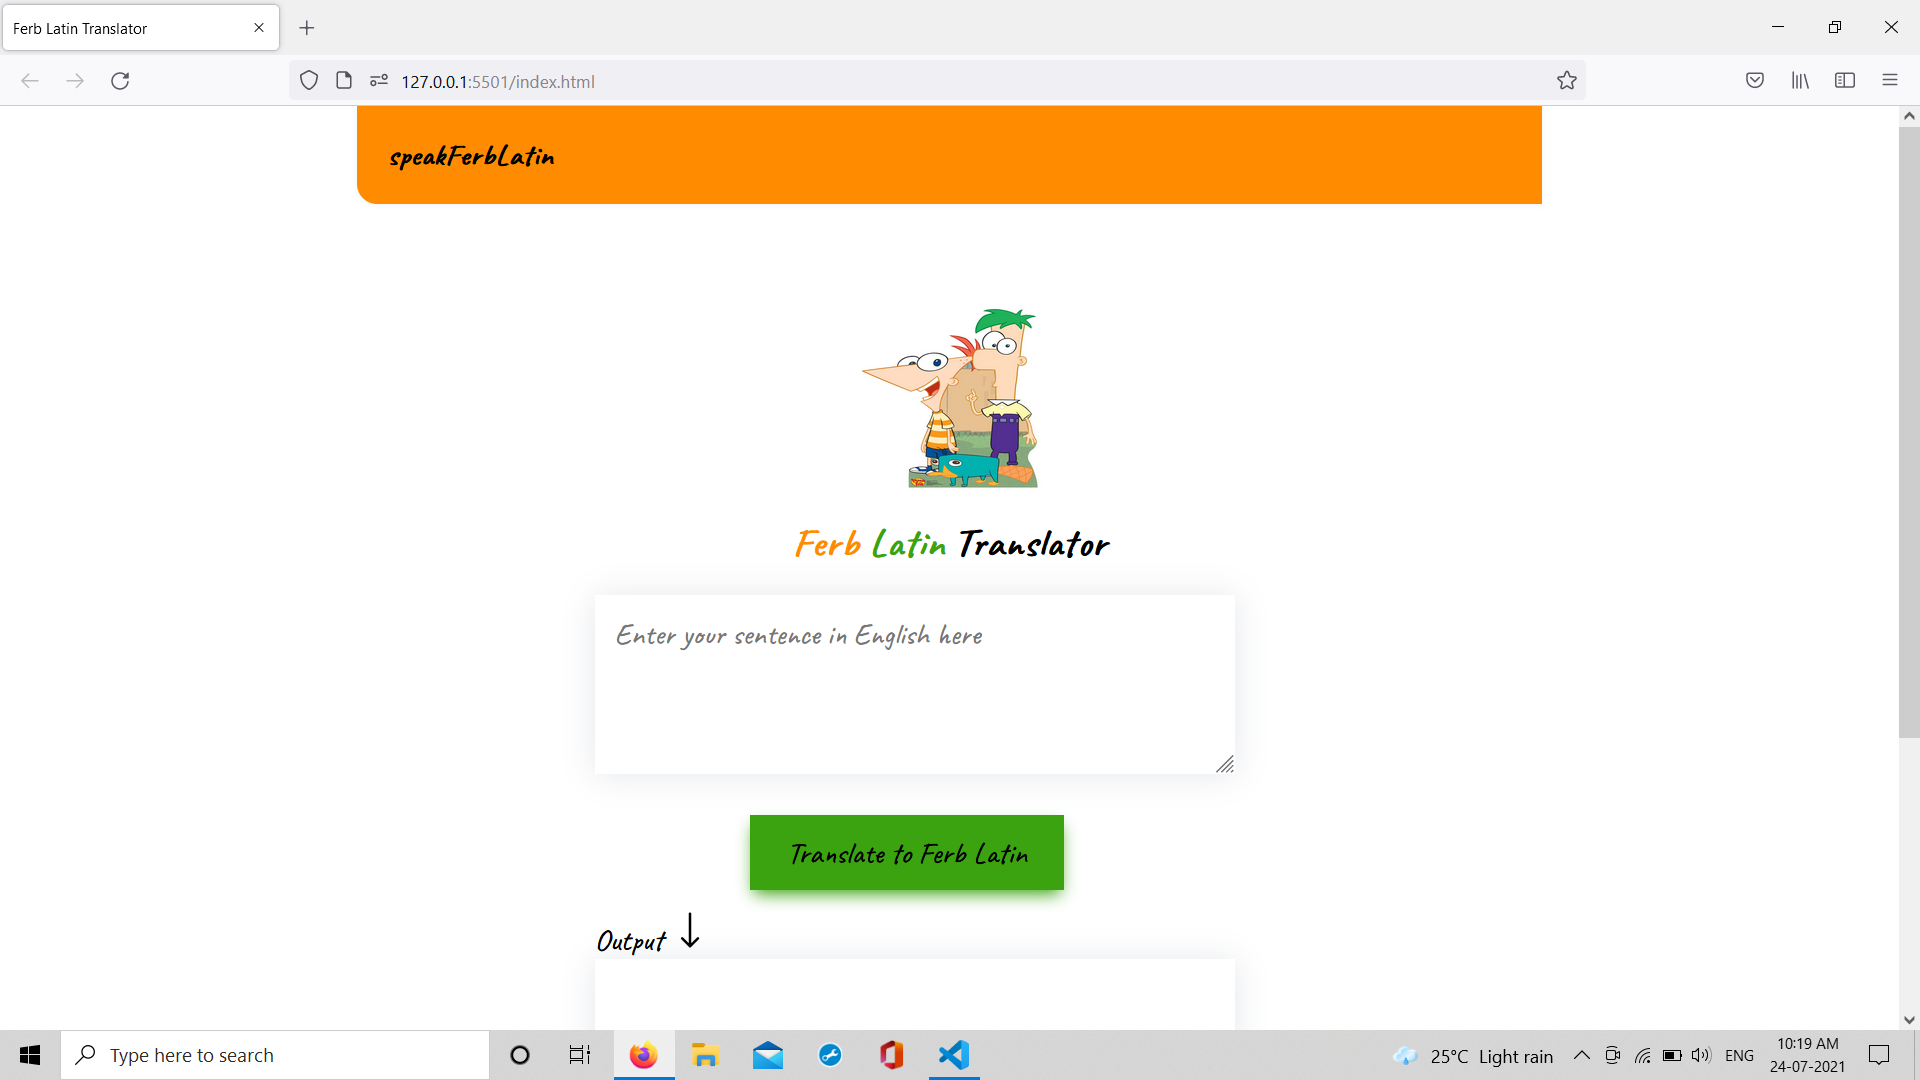 Ferb Latin Translator
127.0.0.1:5501/index.html
speakFerbLatin
Ferb Latin Translator
Enter your sentence in English here
Translate to Ferb Latin
Output ↓
Type here to search
25°C Light rain
ENG
10:19 AM
24-07-2021